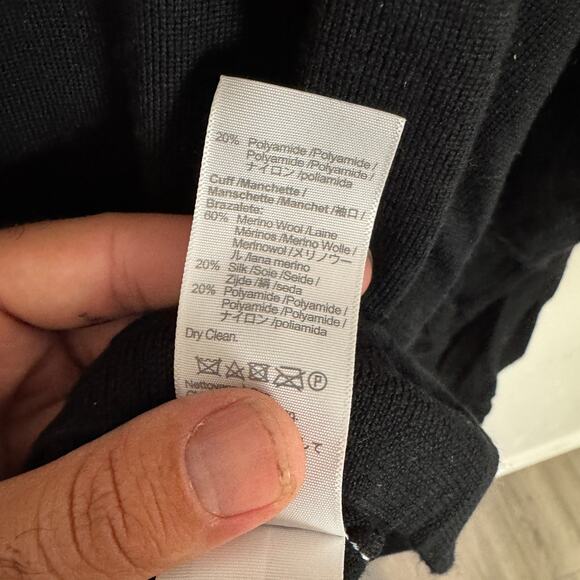 20% Polyamide /Polyamide /
Polyamide /Polyamide /
ナイロン /poliamida
Cuff /Manchette /
Manschette /Manchet /袖口 /
Brazalete:
60% Merino Wool /Laine
Mérinos /Merino Wolle /
Merinowol /メリノウー
ル /lana merino
20% Silk /Soie /Seide /
Zijde /絹 /seda
20% Polyamide /Polyamide /
Polyamide /Polyamide /
ナイロン /poliamida
Dry Clean.
P
して